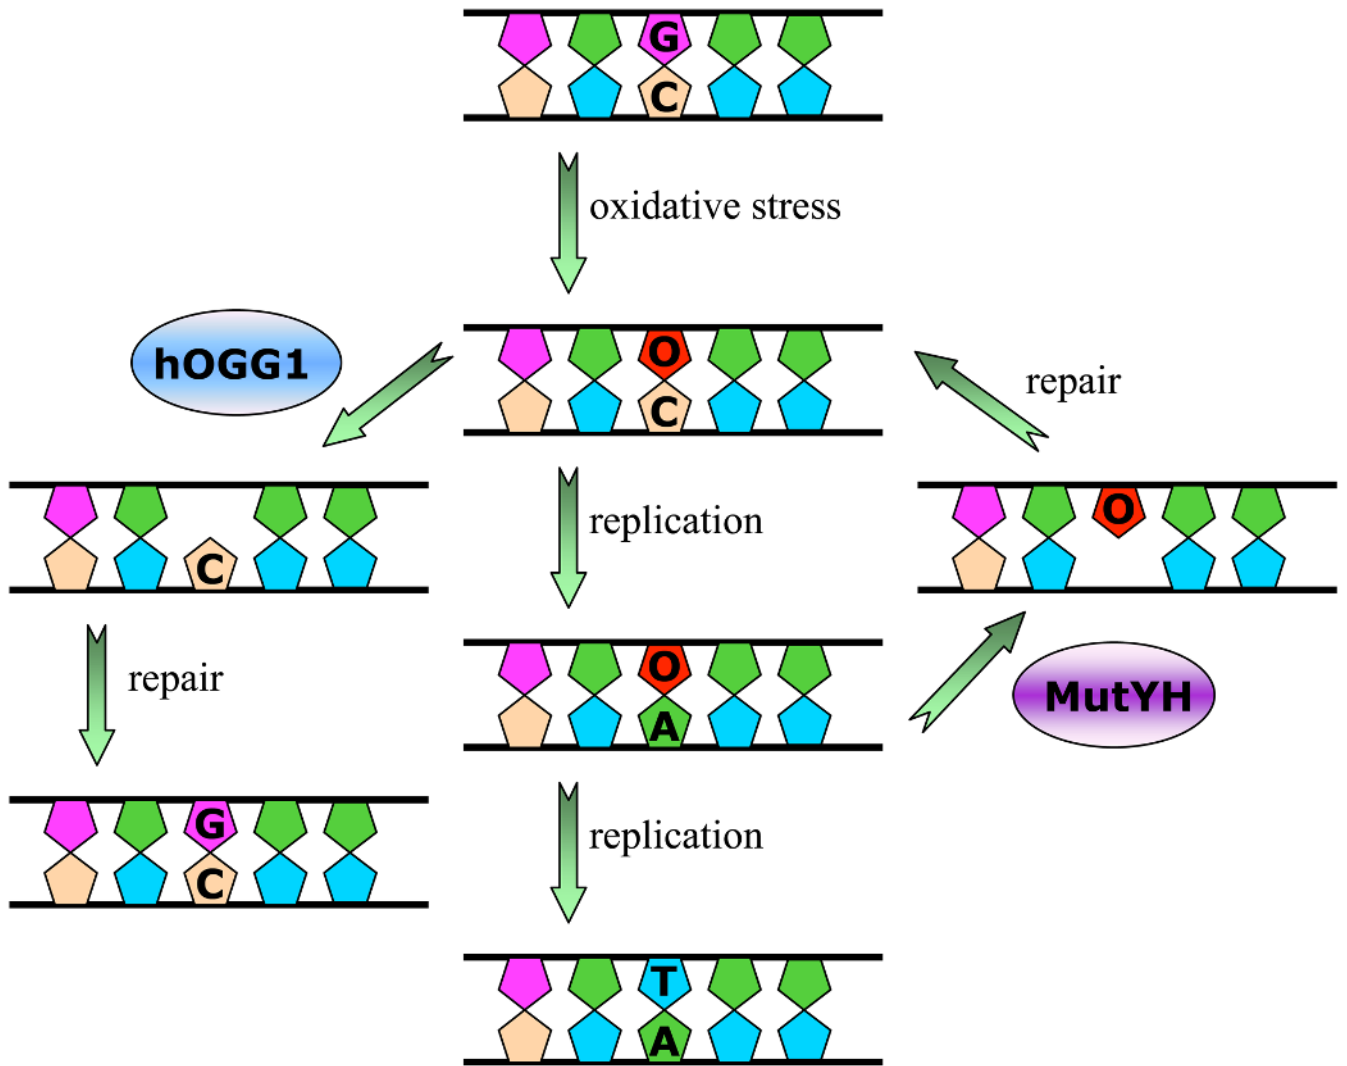 G
C
oxidative stress
hOGG1
O
C
repair
replication
C
O
repair
O
A
MutYH
G
C
replication
T
A